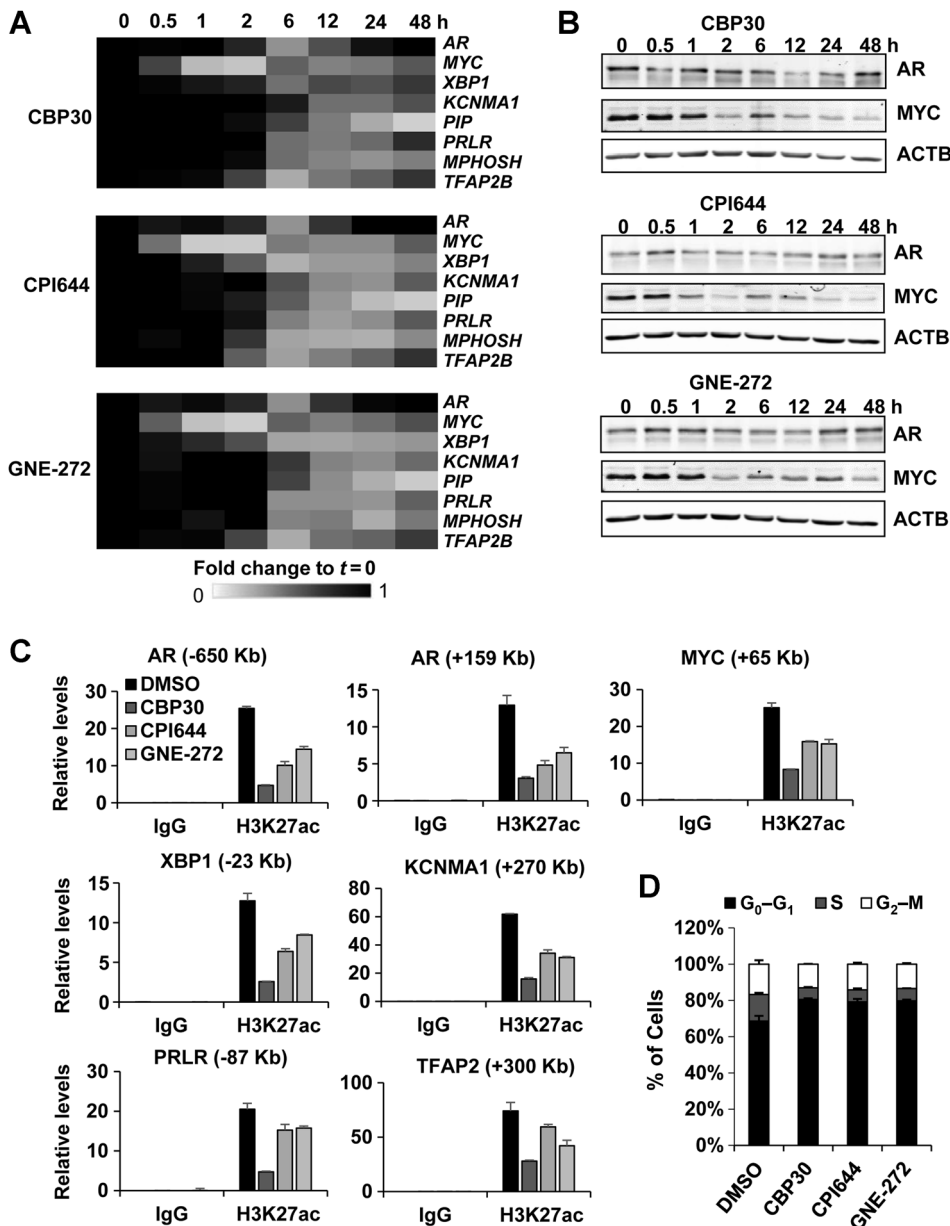 A
0 0.5 1 2 6 12 24 48 h
CBP30
AR
MYC
XBP1
KCNMA1
PIP
PRLR
MPHOSH
TFAP2B
CPI644
AR
MYC
XBP1
KCNMA1
PIP
PRLR
MPHOSH
TFAP2B
GNE-272
AR
MYC
XBP1
KCNMA1
PIP
PRLR
MPHOSH
TFAP2B
Fold change to t = 0
0 1
B
CBP30
0 0.5 1 2 6 12 24 48 h
AR
MYC
ACTB
CPI644
0 0.5 1 2 6 12 24 48 h
AR
MYC
ACTB
GNE-272
0 0.5 1 2 6 12 24 48 h
AR
MYC
ACTB
C
AR (-650 Kb)
DMSO
CBP30
CPI644
GNE-272
Relative levels
30
20
10
0
IgG H3K27ac
AR (+159 Kb)
15
10
5
0
IgG H3K27ac
MYC (+65 Kb)
30
20
10
0
IgG H3K27ac
XBP1 (-23 Kb)
Relative levels
15
10
5
0
IgG H3K27ac
KCNMA1 (+270 Kb)
80
60
40
20
0
IgG H3K27ac
PRLR (-87 Kb)
Relative levels
30
20
10
0
IgG H3K27ac
TFAP2 (+300 Kb)
100
50
0
IgG H3K27ac
D
G0–G1 S G2–M
% of Cells
120%
100%
80%
60%
40%
20%
0%
DMSO
CBP30
CPI644
GNE-272